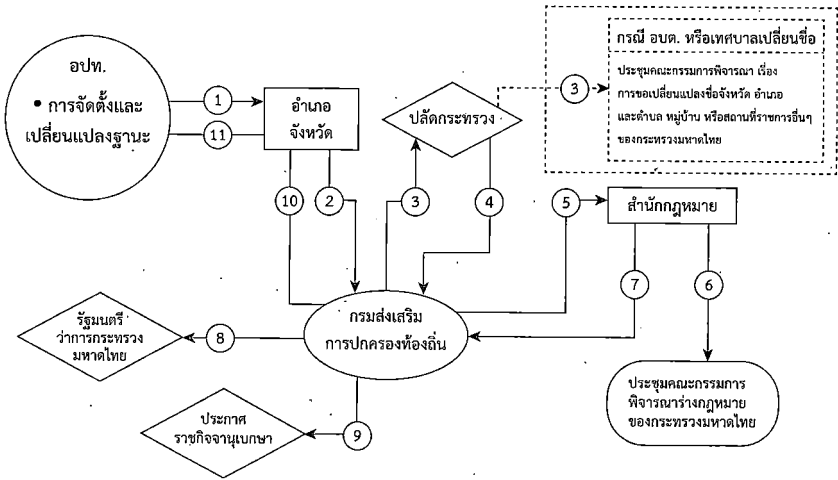 อปท.
• การจัดตั้งและ
เปลี่ยนแปลงฐานะ
1
11
อำเภอ
จังหวัด
ปลัดกระทรวง
3
กรณี อบต. หรือเทศบาลเปลี่ยนชื่อ
ประชุมคณะกรรมการพิจารณา เรื่อง
การขอเปลี่ยนแปลงชื่อจังหวัด อำเภอ
และตำบล หมู่บ้าน หรือสถานที่ราชการอื่นๆ
ของกระทรวงมหาดไทย
10
2
3
4
5
สำนักกฎหมาย
7
6
กรมส่งเสริม
การปกครองท้องถิ่น
รัฐมนตรี
ว่าการกระทรวง
มหาดไทย
8
ประกาศ
ราชกิจจานุเบกษา
9
ประชุมคณะกรรมการ
พิจารณาร่างกฎหมาย
ของกระทรวงมหาดไทย